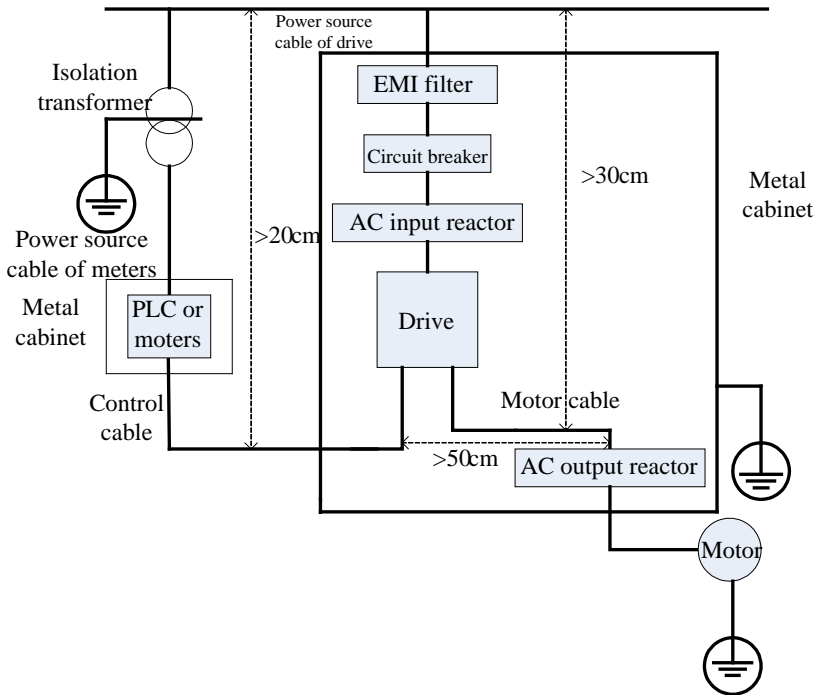 Power source
cable of drive
Isolation
transformer
EMI filter
Circuit breaker
>30cm
Metal
cabinet
AC input reactor
>20cm
Power source
cable of meters
Metal
cabinet
PLC or
moters
Drive
Control
cable
Motor cable
>50cm
AC output reactor
Motor